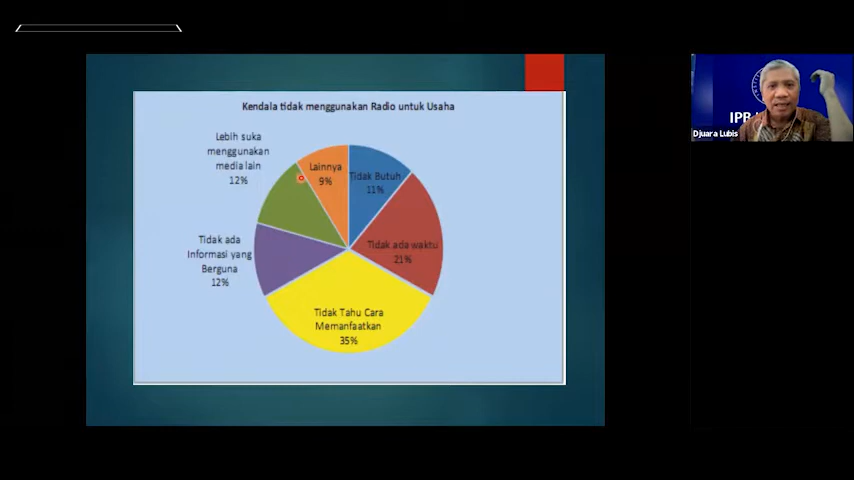 Kendala tidak menggunakan Radio untuk Usaha
Lebih suka
menggunakan
media lain
12%
Lainnya
9%
Tidak Butuh
11%
Tidak ada waktu
21%
Tidak ada
Informasi yang
Berguna
12%
Tidak Tahu Cara
Memanfaatkan
35%
IPB
Djuara Lubis